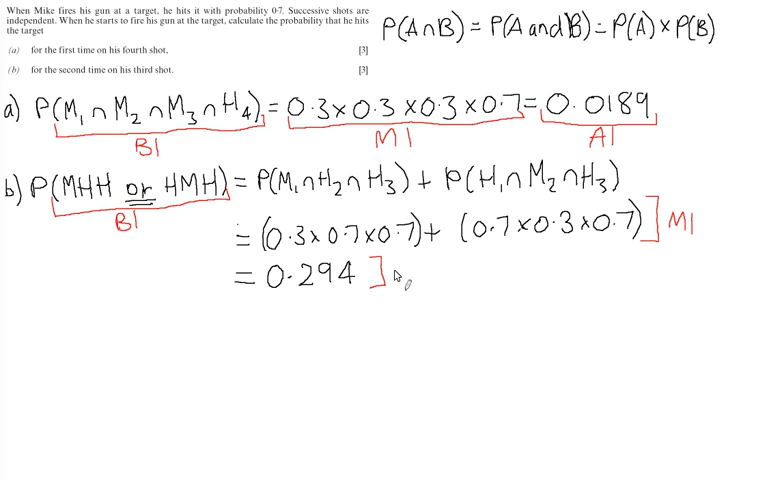 When Mike fires his gun at a target, he hits it with probability 0·7. Successive shots are
independent. When he starts to fire his gun at the target, calculate the probability that he hits
the target
(a) for the first time on his fourth shot, [3]
(b) for the second time on his third shot. [3]
P(A∩B) = P(A and B) = P(A) × P(B)
a) P(M₁ ∩ M₂ ∩ M₃ ∩ H₄) = 0.3 × 0.3 × 0.3 × 0.7 = 0.0189
B1 M1 A1
b) P(MHH or HMH) = P(M₁∩H₂∩H₃) + P(H₁∩M₂∩H₃)
B1
= (0.3 × 0.7 × 0.7) + (0.7 × 0.3 × 0.7) ] M1
= 0.294 ]